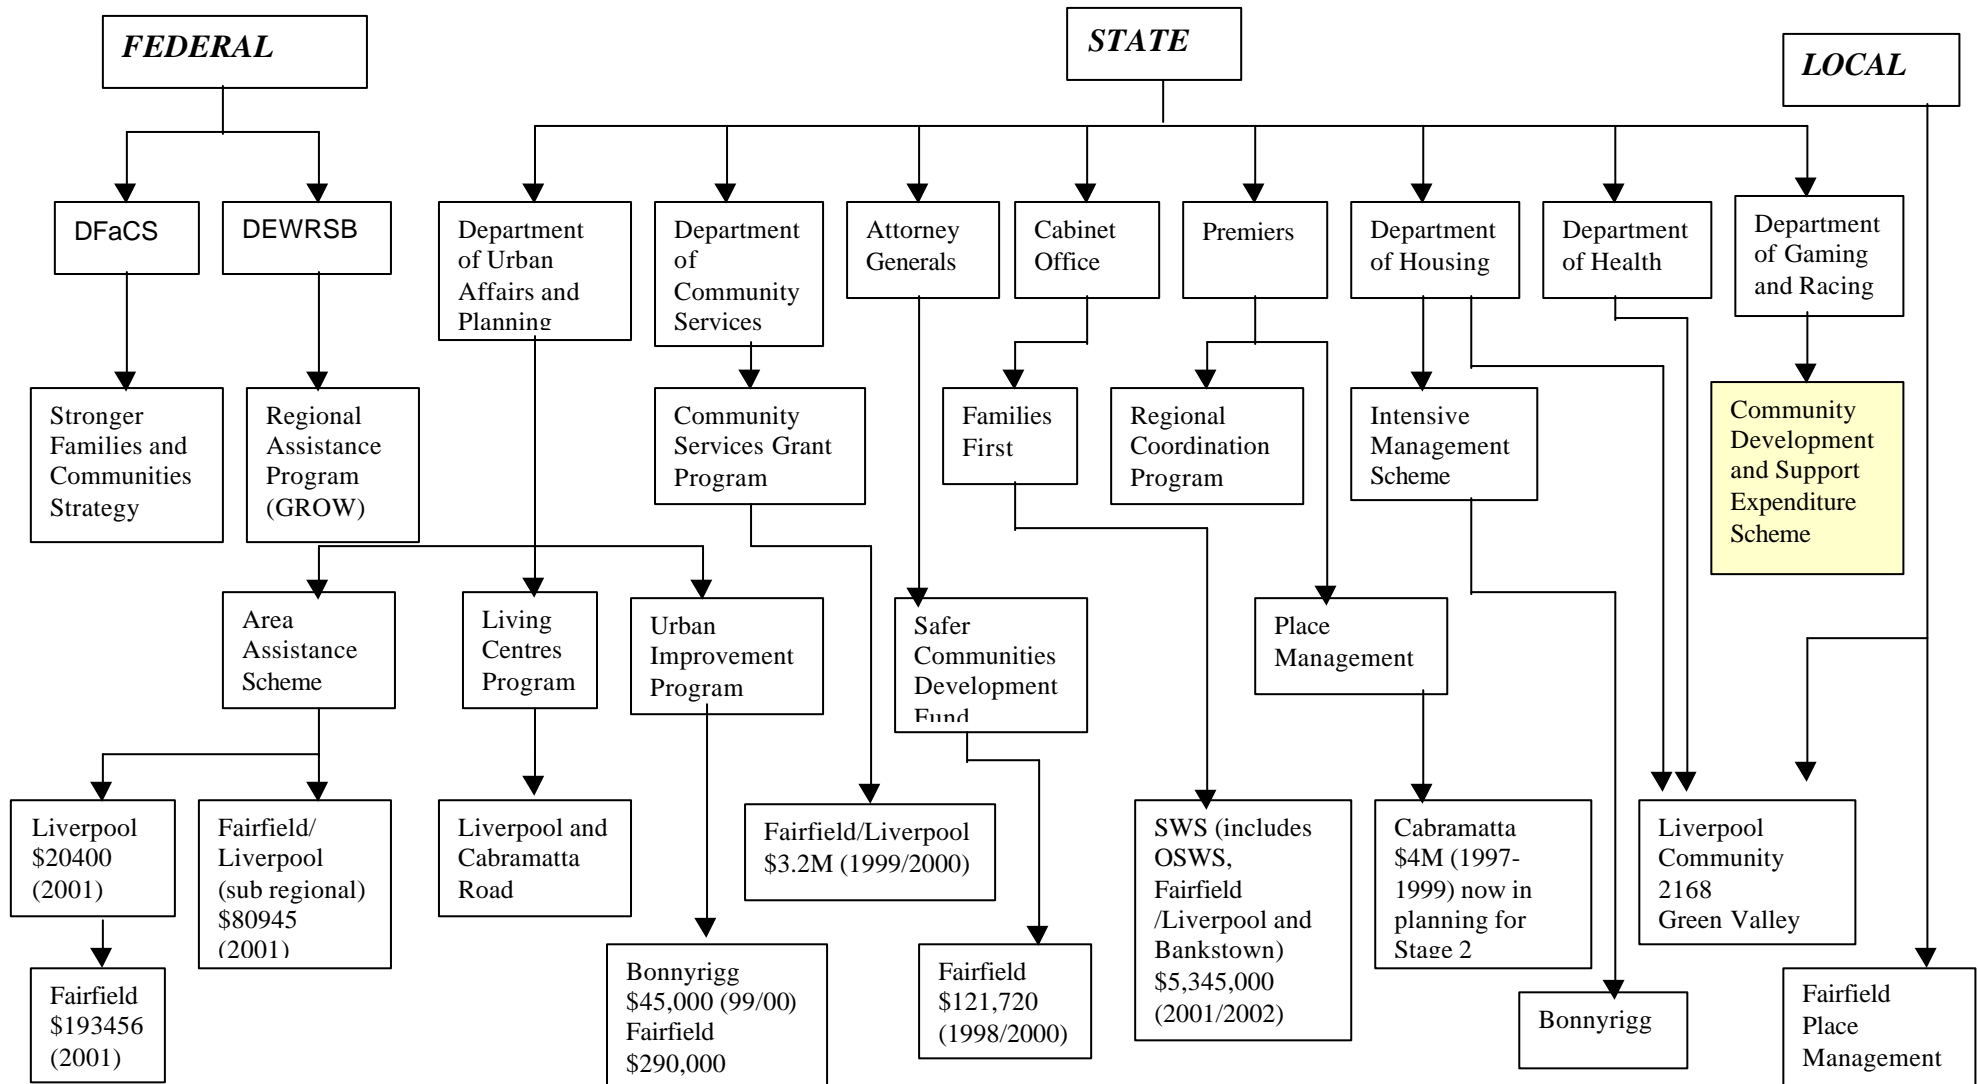 FEDERAL
STATE
LOCAL
DFaCS
DEWRSB
Department
of Urban
Affairs and
Planning
Department
of
Community
Services
Attorney
Generals
Cabinet
Office
Premiers
Department
of Housing
Department
of Health
Department
of Gaming
and Racing
Stronger
Families and
Communities
Strategy
Regional
Assistance
Program
(GROW)
Community
Services Grant
Program
Families
First
Regional
Coordination
Program
Intensive
Management
Scheme
Community
Development
and Support
Expenditure
Scheme
Area
Assistance
Scheme
Living
Centres
Program
Urban
Improvement
Program
Safer
Communities
Development
Fund
Place
Management
Liverpool
$20400
(2001)
Fairfield/
Liverpool
(sub regional)
$80945
(2001)
Liverpool and
Cabramatta
Road
Fairfield/Liverpool
$3.2M (1999/2000)
SWS (includes
OSWS,
Fairfield
/Liverpool and
Bankstown)
$5,345,000
(2001/2002)
Cabramatta
$4M (1997-
1999) now in
planning for
Stage 2
Liverpool
Community
2168
Green Valley
Fairfield
$193456
(2001)
Bonnyrigg
$45,000 (99/00)
Fairfield
$290,000
Fairfield
$121,720
(1998/2000)
Bonnyrigg
Fairfield
Place
Management